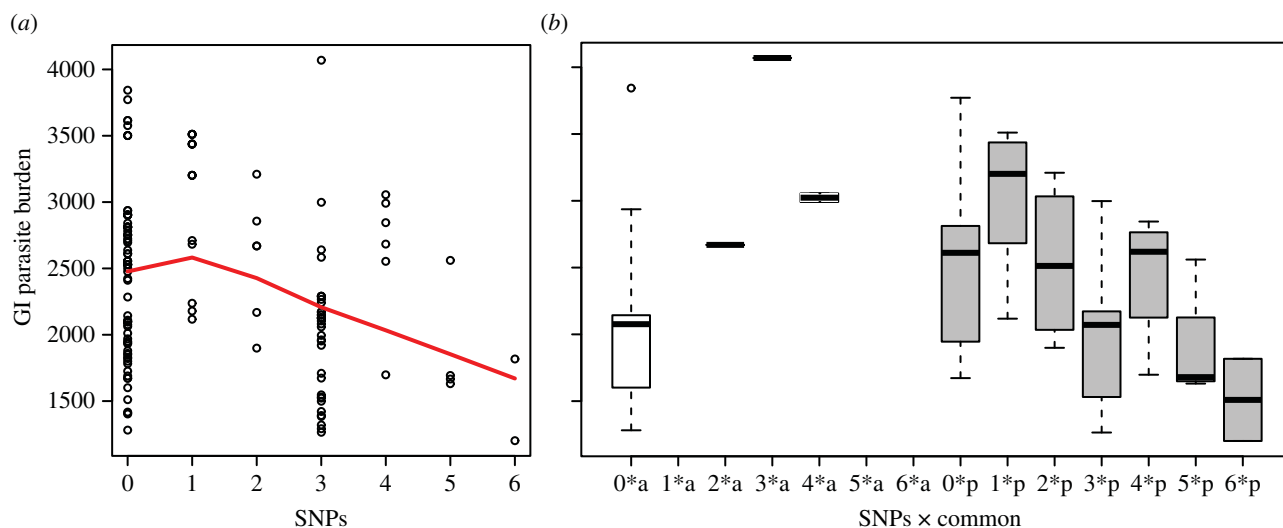 (a)
(b)
GI parasite burden
4000
3500
3000
2500
2000
1500
0 1 2 3 4 5 6
SNPs
0*a 1*a 2*a 3*a 4*a 5*a 6*a 0*p 1*p 2*p 3*p 4*p 5*p 6*p
SNPs × common